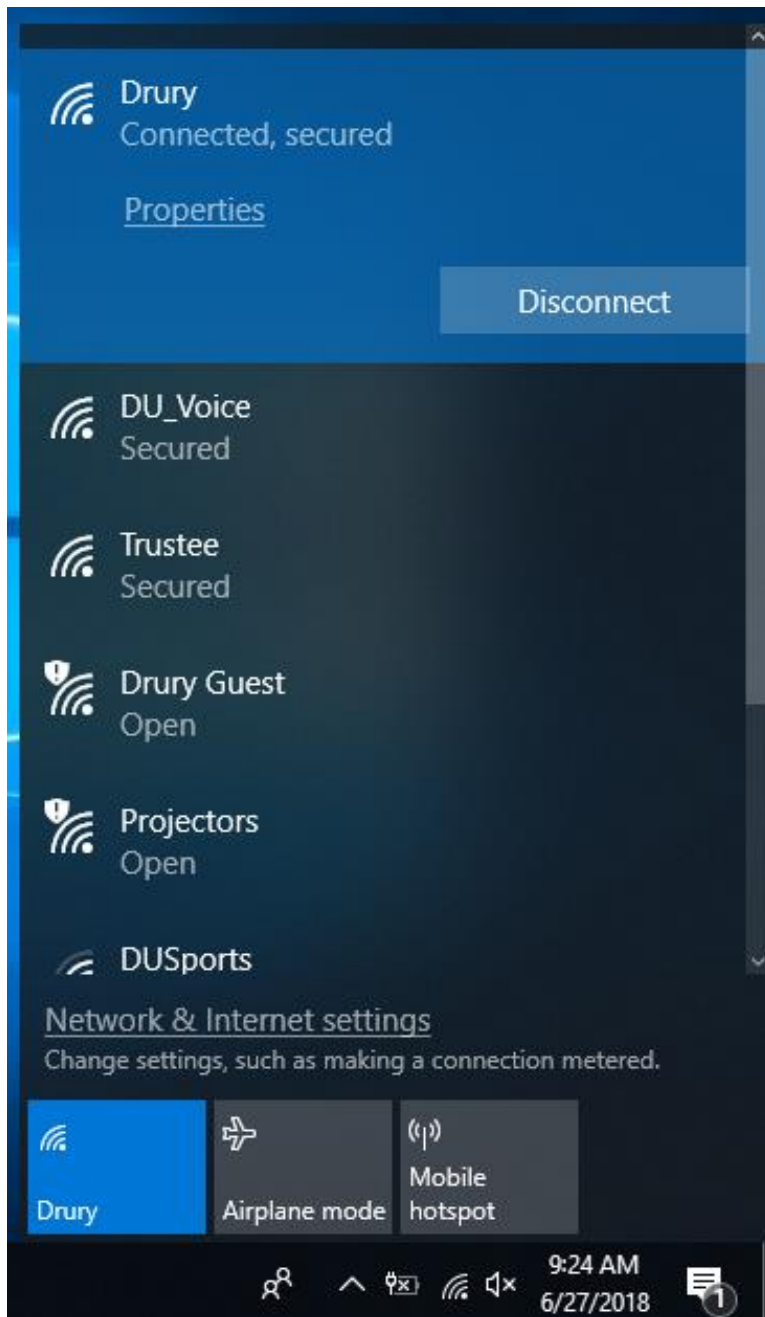 Drury
Connected, secured
Properties
Disconnect
DU_Voice
Secured
Trustee
Secured
Drury Guest
Open
Projectors
Open
DUSports
Network & Internet settings
Change settings, such as making a connection metered.
Drury
Airplane mode
Mobile
hotspot
9:24 AM
6/27/2018
1